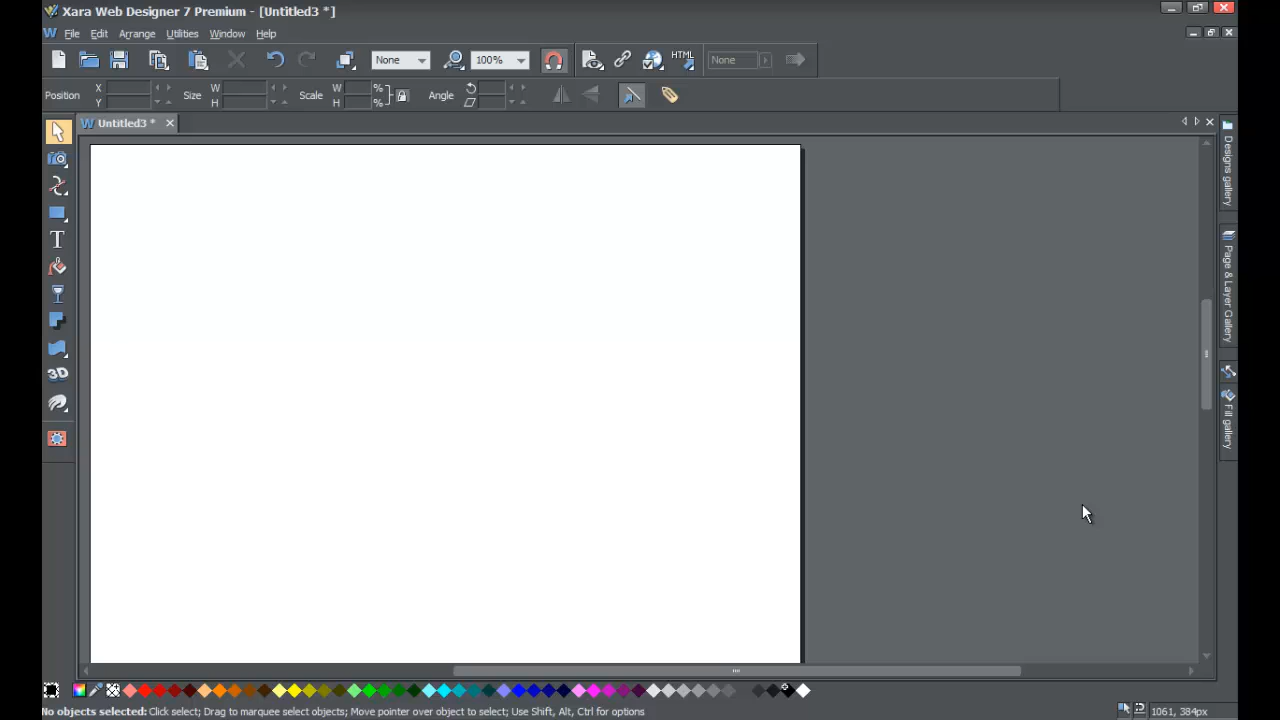 Xara Web Designer 7 Premium - [Untitled3 *]
File Edit Arrange Utilities Window Help
None 100% HTML None
Position X Y Size W H Scale W H % % Angle
Untitled3 *
T
3D
Designs gallery
Page & Layer Gallery
Fill gallery
No objects selected: Click select; Drag to marquee select objects; Move pointer over object to select; Use Shift, Alt, Ctrl for options
1061, 384px